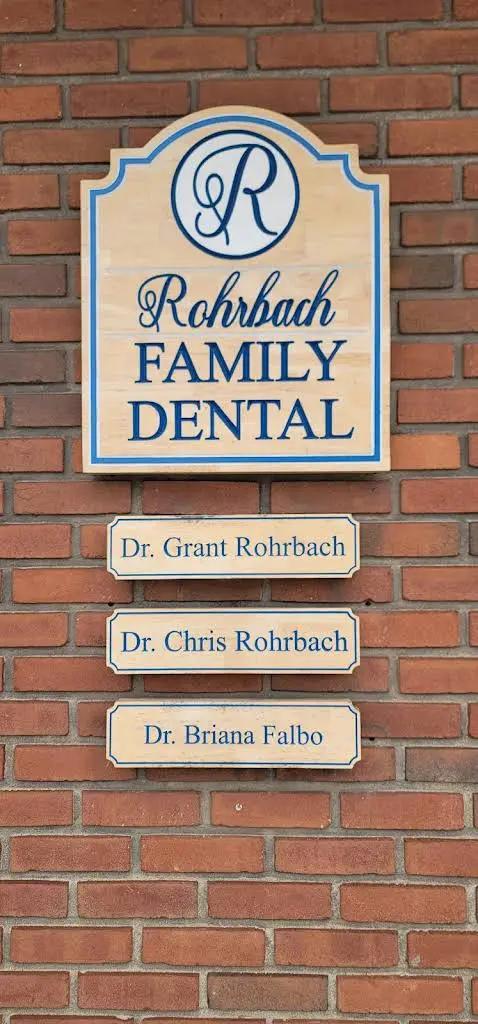 R
Rohrbach
FAMILY
DENTAL
Dr. Grant Rohrbach
Dr. Chris Rohrbach
Dr. Briana Falbo